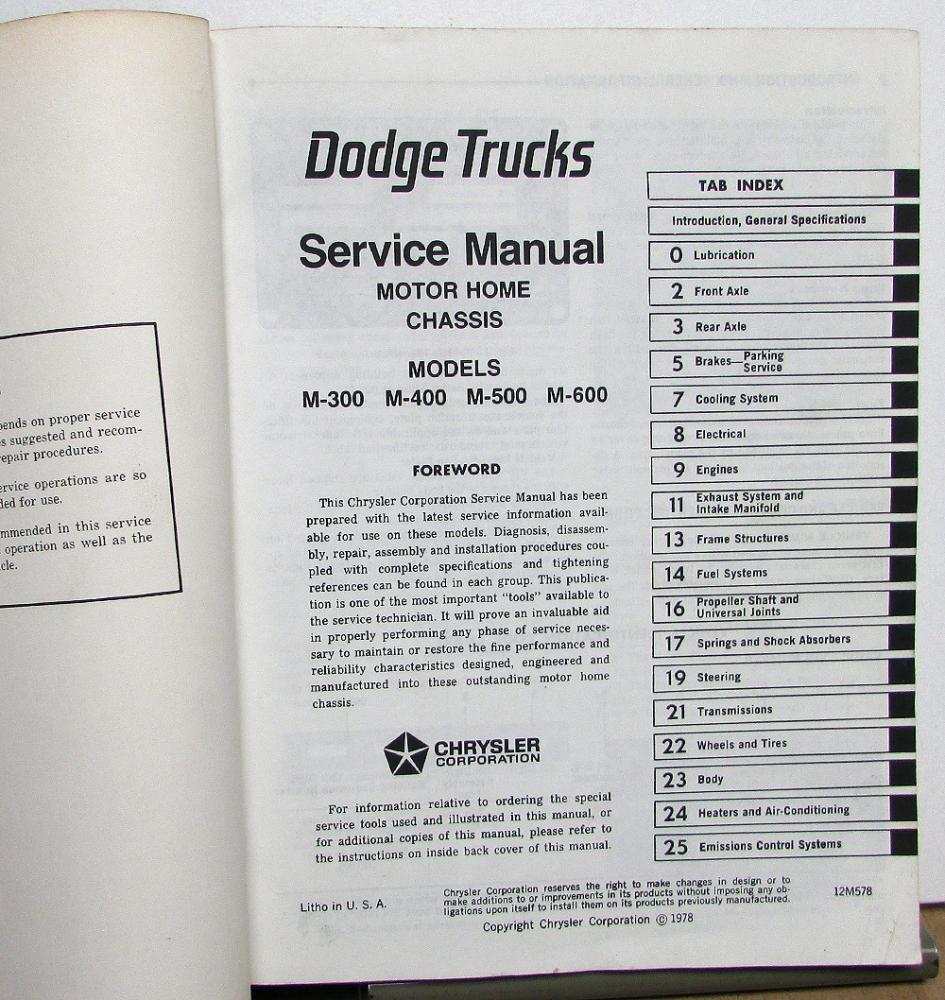 pends on proper service
es suggested and recom-
epair procedures.
ervice operations are so
ded for use.
mmended in this service
operation as well as the
cle.
Dodge Trucks
Service Manual
MOTOR HOME
CHASSIS
MODELS
M-300 M-400 M-500 M-600
FOREWORD
This Chrysler Corporation Service Manual has been
prepared with the latest service information avail-
able for use on these models. Diagnosis, disassem-
bly, repair, assembly and installation procedures cou-
pled with complete specifications and tightening
references can be found in each group. This publica-
tion is one of the most important "tools" available to
the service technician. It will prove an invaluable aid
in properly performing any phase of service neces-
sary to maintain or restore the fine performance and
reliability characteristics designed, engineered and
manufactured into these outstanding motor home
chassis.
CHRYSLER
CORPORATION
For information relative to ordering the special
service tools used and illustrated in this manual, or
for additional copies of this manual, please refer to
the instructions on inside back cover of this manual.
TAB INDEX
Introduction, General Specifications
0 Lubrication
2 Front Axle
3 Rear Axle
5 Brakes—Parking
Service
7 Cooling System
8 Electrical
9 Engines
11 Exhaust System and
Intake Manifold
13 Frame Structures
14 Fuel Systems
16 Propeller Shaft and
Universal Joints
17 Springs and Shock Absorbers
19 Steering
21 Transmissions
22 Wheels and Tires
23 Body
24 Heaters and Air-Conditioning
25 Emissions Control Systems
Litho in U. S. A.
Chrysler Corporation reserves the right to make changes in design or to
make additions to or improvements in its products without imposing any ob-
ligations upon itself to install them on its products previously manufactured.
12M578
Copyright Chrysler Corporation © 1978